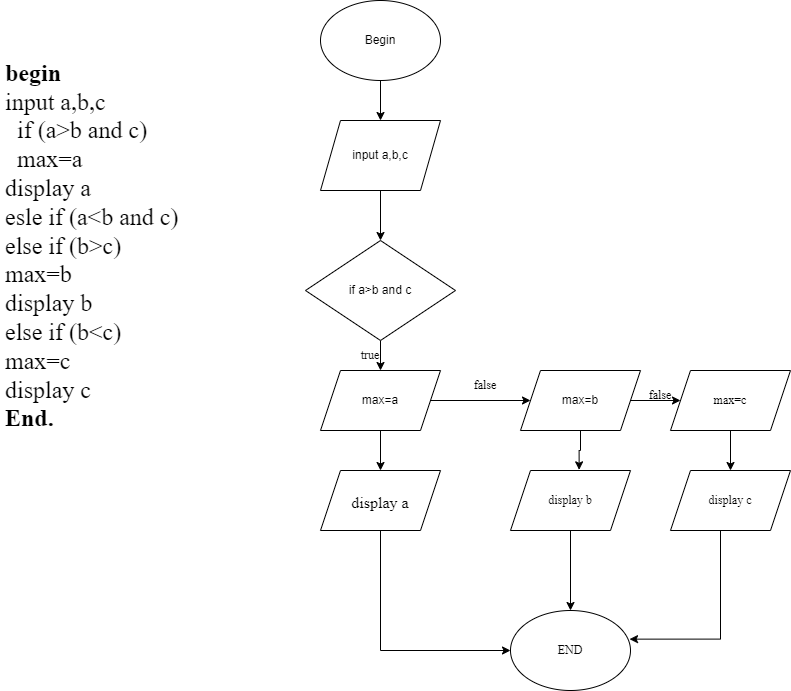 begin
input a,b,c
if (a>b and c)
max=a
display a
esle if (a<b and c)
else if (b>c)
max=b
display b
else if (b<c)
max=c
display c
End.
Begin
input a,b,c
if a>b and c
true
max=a
false
max=b
false
max=c
display a
display b
display c
END